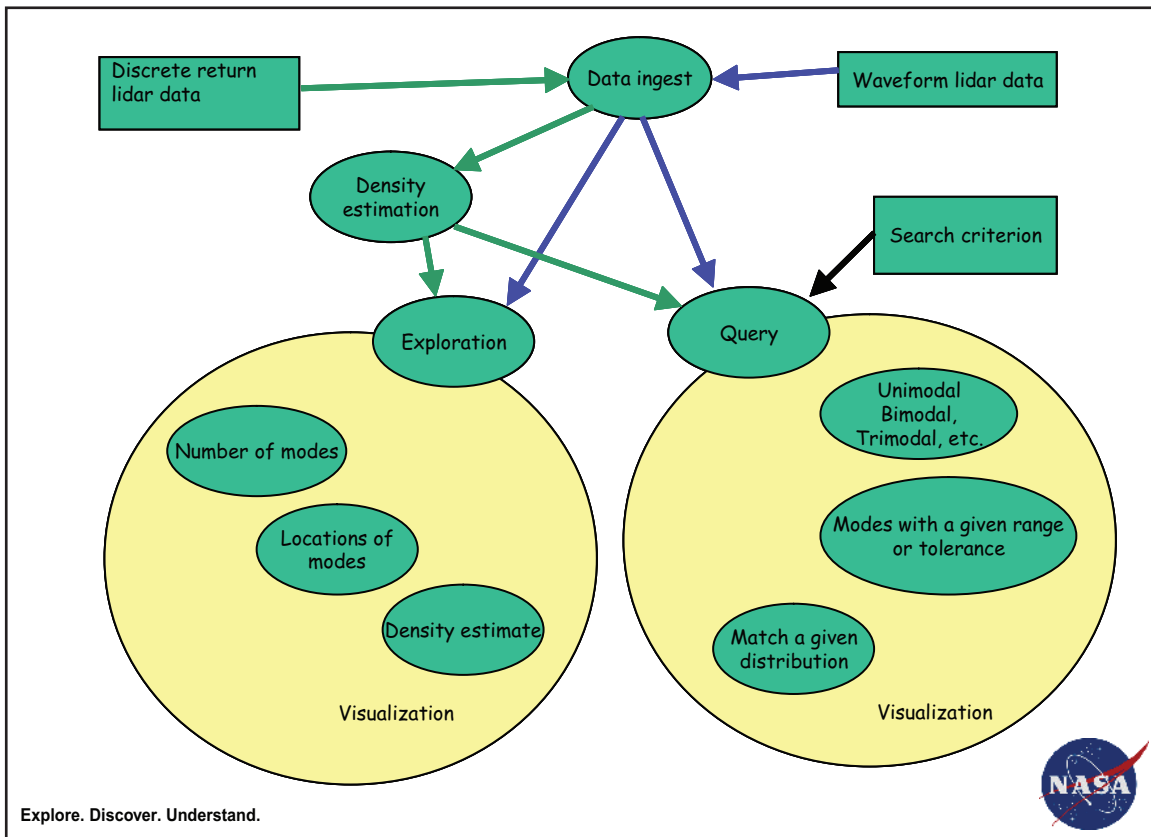 Discrete return
lidar data
Data ingest
Waveform lidar data
Density
estimation
Search criterion
Exploration
Query
Unimodal
Bimodal,
Trimodal, etc.
Number of modes
Modes with a given range
or tolerance
Locations of
modes
Density estimate
Match a given
distribution
Visualization
Visualization
NASA
Explore. Discover. Understand.